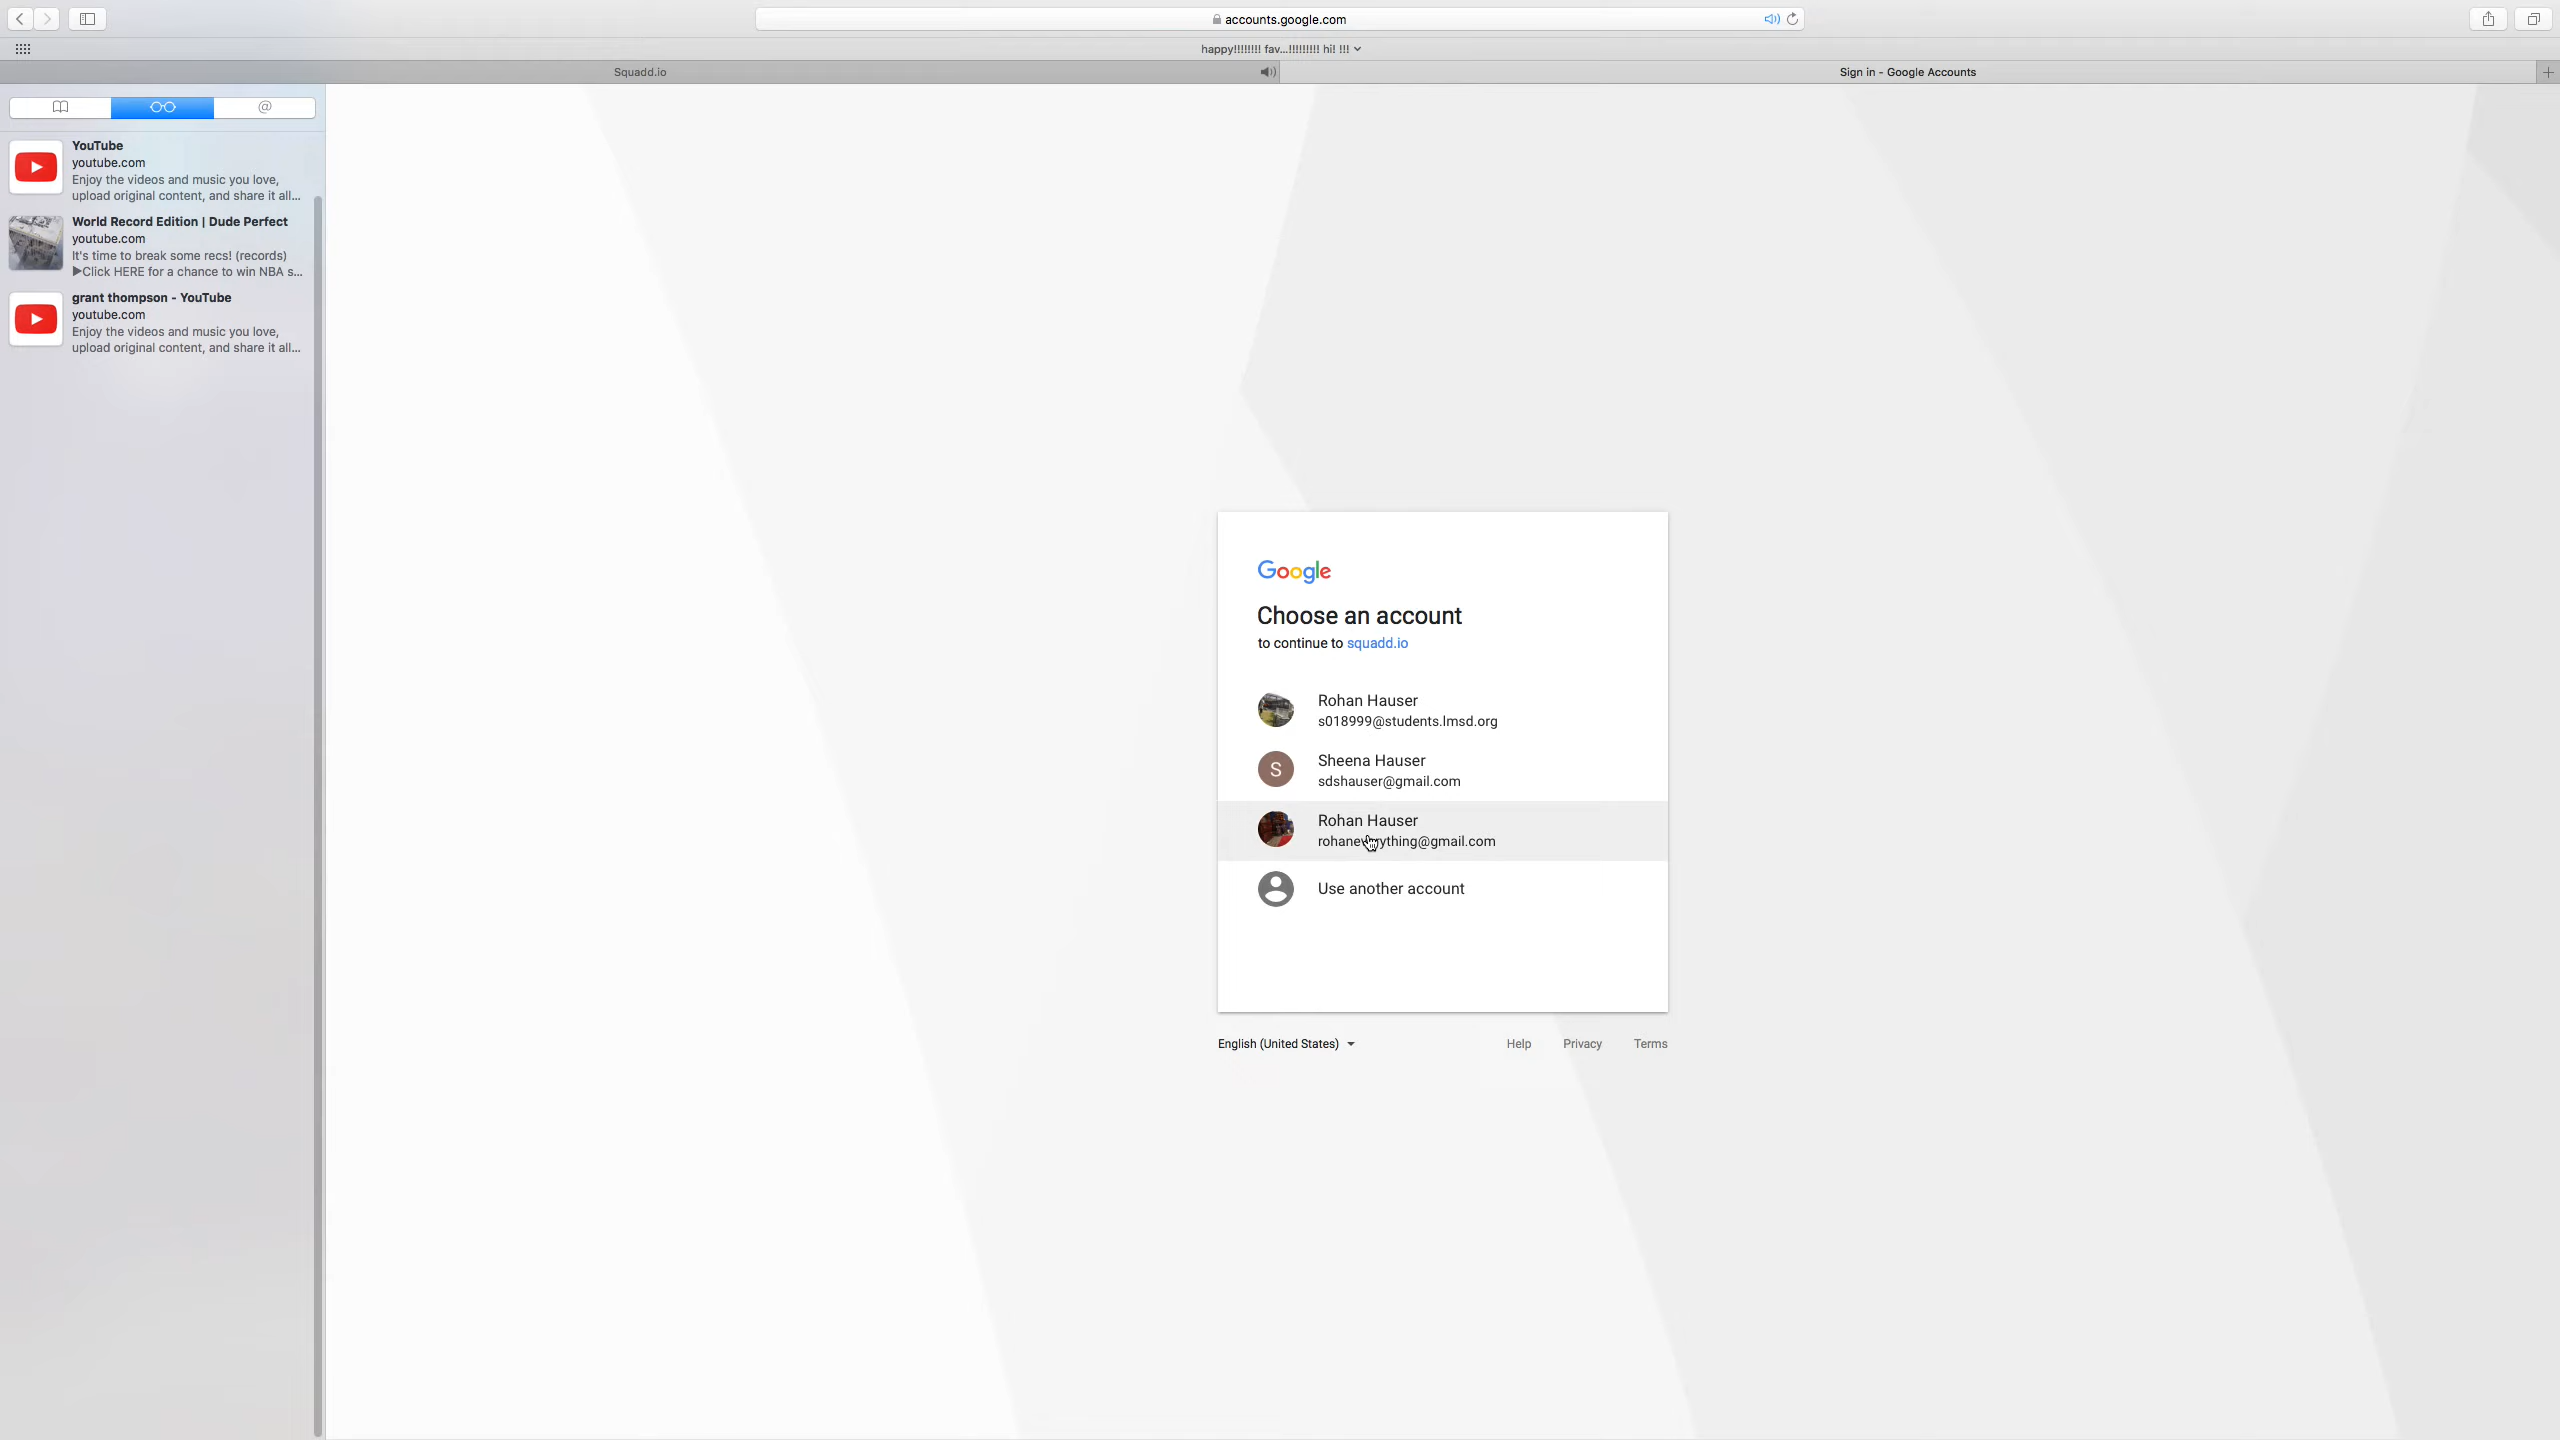 accounts.google.com
happy!!!!!!!! fav...!!!!!!!!! hi! !!!
Squadd.io
Sign in - Google Accounts
@
YouTube
youtube.com
Enjoy the videos and music you love,
upload original content, and share it all...
World Record Edition | Dude Perfect
youtube.com
It's time to break some recs! (records)
▶Click HERE for a chance to win NBA s...
grant thompson - YouTube
youtube.com
Enjoy the videos and music you love,
upload original content, and share it all...
Google
Choose an account
to continue to squadd.io
Rohan Hauser
s018999@students.lmsd.org
S
Sheena Hauser
sdshauser@gmail.com
Rohan Hauser
@gmail.com
Use another account
English (United States)
Help Privacy Terms